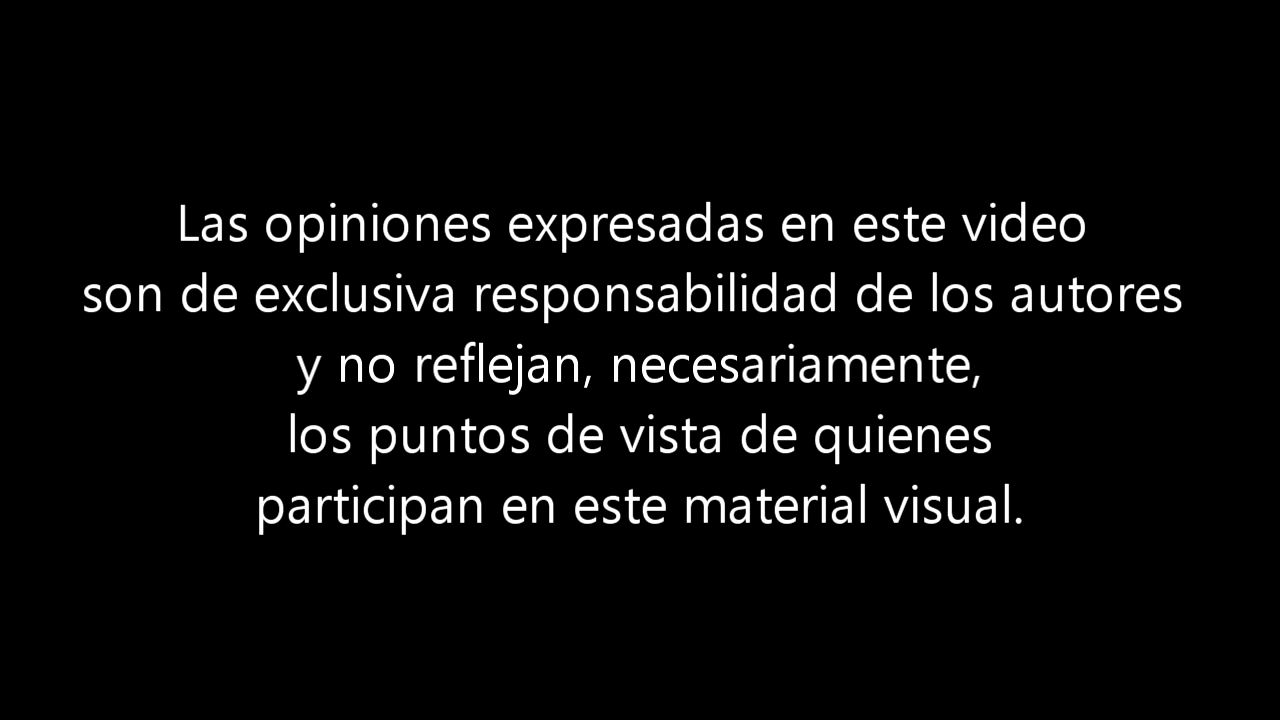 Las opiniones expresadas en este video
son de exclusiva responsabilidad de los autores
y no reflejan, necesariamente,
los puntos de vista de quienes
participan en este material visual.